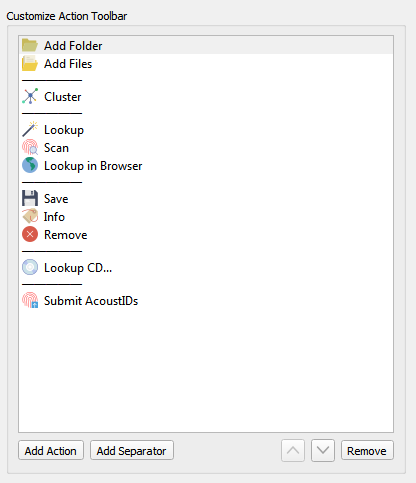 Customize Action Toolbar
Add Folder
Add Files
Cluster
Lookup
Scan
Lookup in Browser
Save
Info
Remove
Lookup CD...
Submit AcoustIDs
Add Action Add Separator Remove